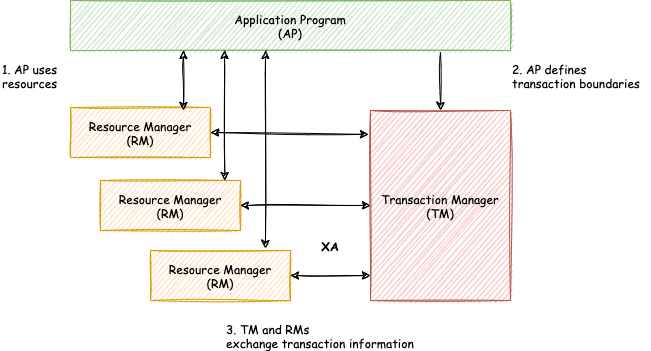 Application Program
(AP)
1. AP uses
resources
2. AP defines
transaction boundaries
Resource Manager
(RM)
Resource Manager
(RM)
Transaction Manager
(TM)
XA
Resource Manager
(RM)
3. TM and RMs
exchange transaction information